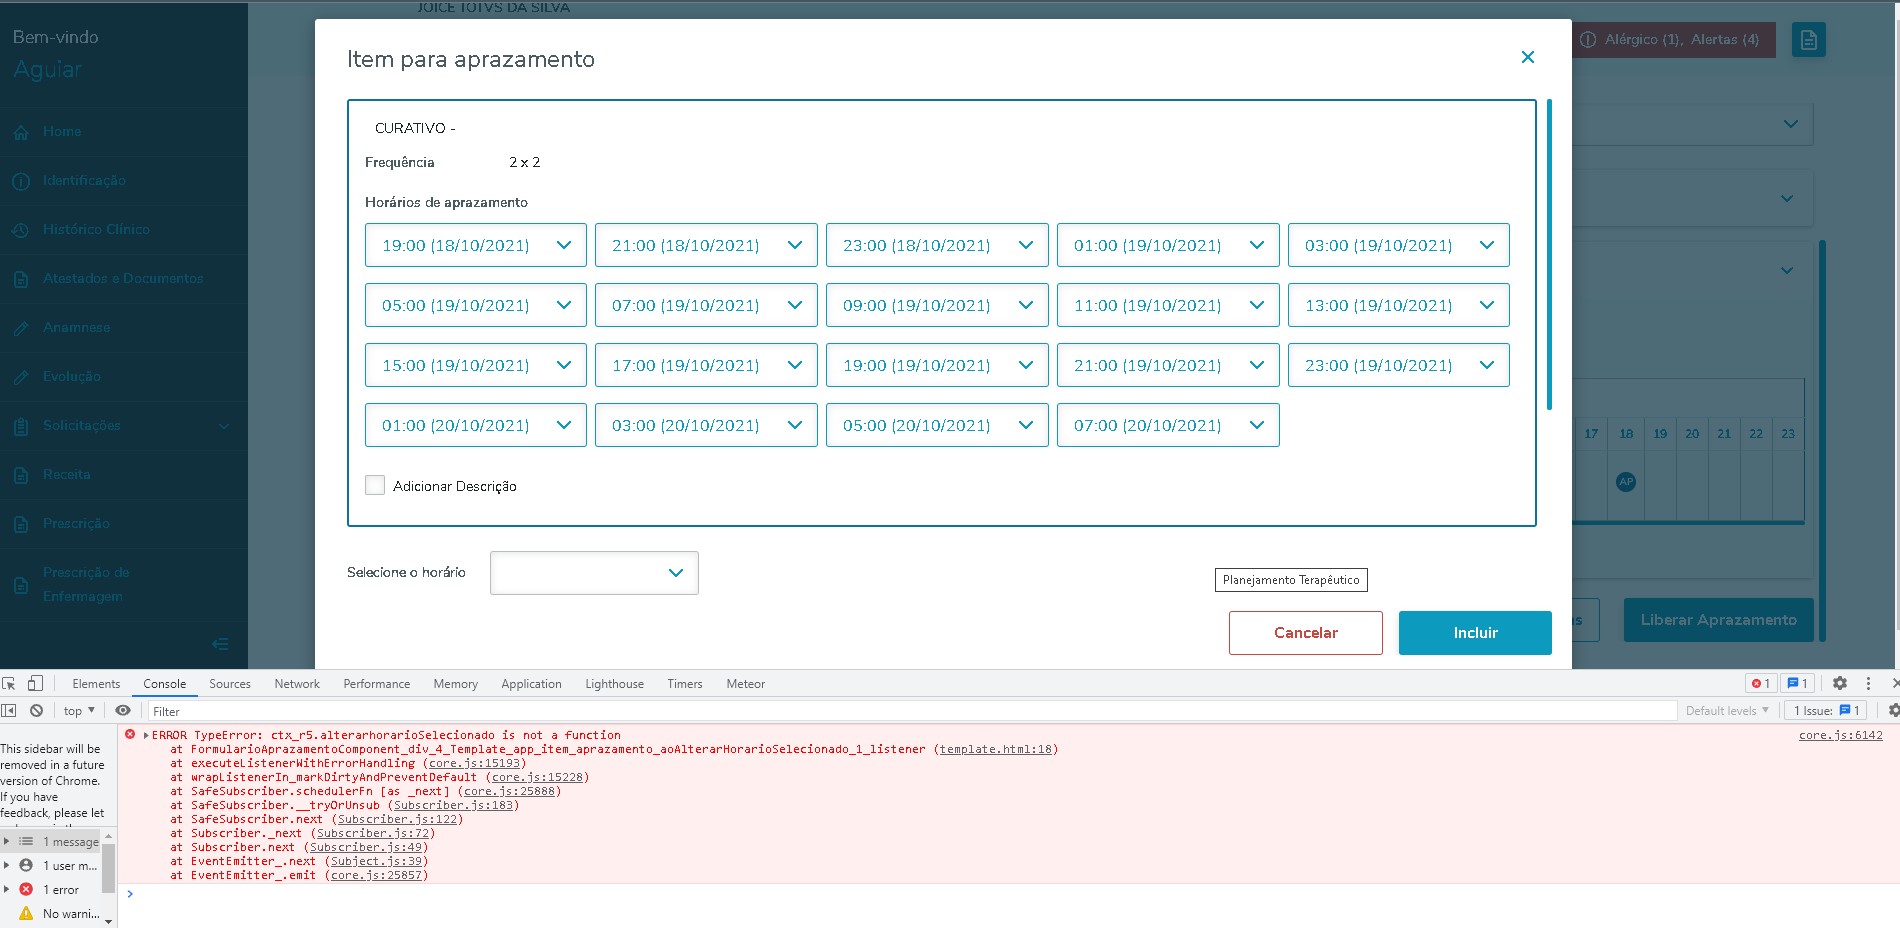 JOICE TOTVS DA SILVA
Bem-vindo
Aguiar
Home
Identificação
Histórico Clínico
Atestados e Documentos
Anamnese
Evolução
Solicitações
Receita
Prescrição
Prescrição de
Enfermagem
Alérgico (1), Alertas (4)
Item para aprazamento
CURATIVO -
Frequência 2 x 2
Horários de aprazamento
19:00 (18/10/2021) 21:00 (18/10/2021) 23:00 (18/10/2021) 01:00 (19/10/2021) 03:00 (19/10/2021)
05:00 (19/10/2021) 07:00 (19/10/2021) 09:00 (19/10/2021) 11:00 (19/10/2021) 13:00 (19/10/2021)
15:00 (19/10/2021) 17:00 (19/10/2021) 19:00 (19/10/2021) 21:00 (19/10/2021) 23:00 (19/10/2021)
01:00 (20/10/2021) 03:00 (20/10/2021) 05:00 (20/10/2021) 07:00 (20/10/2021)
Adicionar Descrição
Selecione o horário
Planejamento Terapêutico
Cancelar Incluir
17 18 19 20 21 22 23
AP
Liberar Aprazamento
Elements Console Sources Network Performance Memory Application Lighthouse Timers Meteor 1 1
top Filter Default levels 1 Issue: 1
This sidebar will be
removed in a future
version of Chrome.
If you have
feedback, please let
1 message
1 user m...
1 error
No warni...
ERROR TypeError: ctx_r5.alterarhorarioSelecionado is not a function core.js:6142
at FormularioAprazamentoComponent_div_4_Template_app_item_aprazamento_aoAlterarHorarioSelecionado_1_listener (template.html:18)
at executeListenerWithErrorHandling (core.js:15193)
at wrapListenerIn_markDirtyAndPreventDefault (core.js:15228)
at SafeSubscriber.schedulerFn [as _next] (core.js:25888)
at SafeSubscriber.__tryOrUnsub (Subscriber.js:183)
at SafeSubscriber.next (Subscriber.js:122)
at Subscriber._next (Subscriber.js:72)
at Subscriber.next (Subscriber.js:49)
at EventEmitter_.next (Subject.js:39)
at EventEmitter_.emit (core.js:25857)